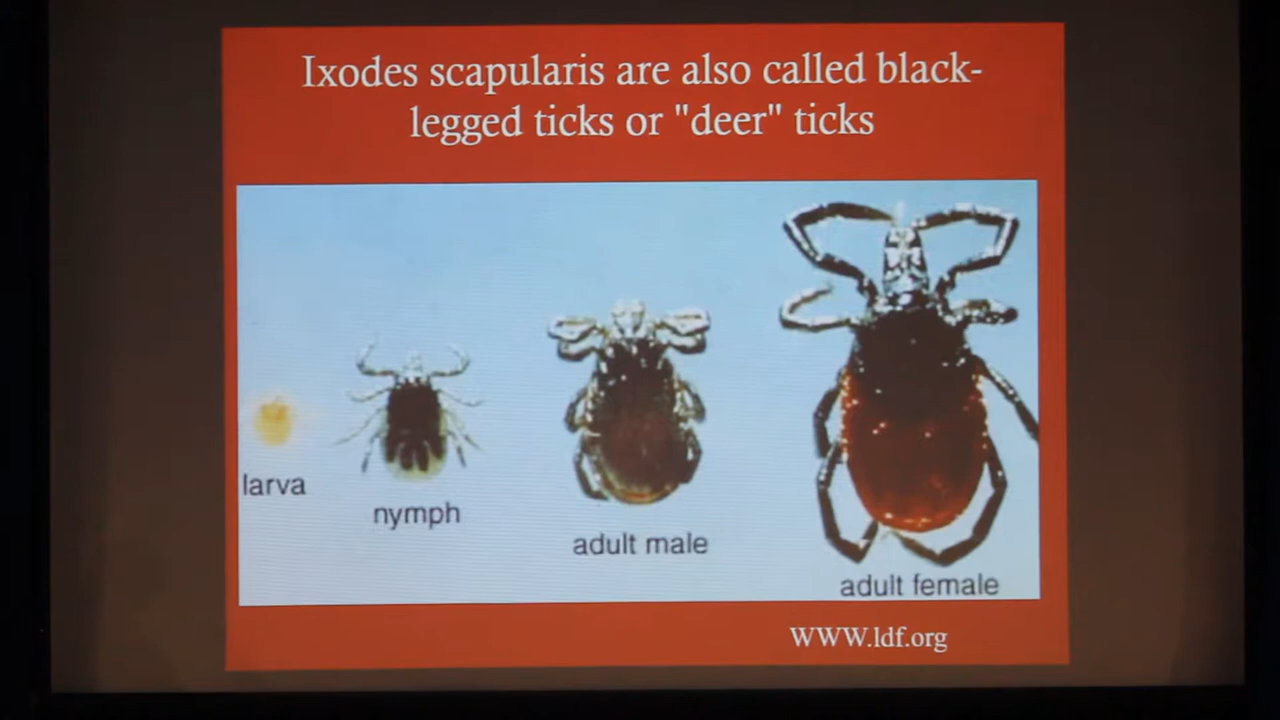 Ixodes scapularis are also called black-
legged ticks or "deer" ticks
larva
nymph
adult male
adult female
WWW.ldf.org